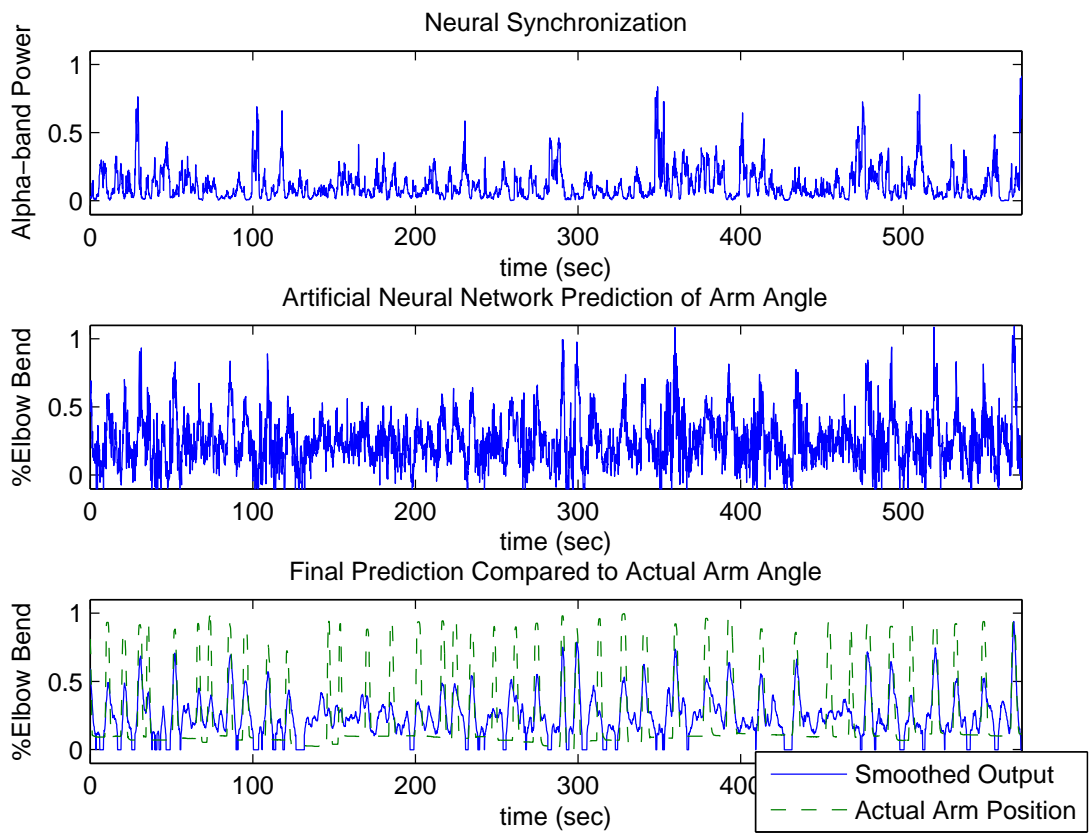 Neural Synchronization
Alpha−band Power
1
0.5
0
0 100 200 300 400 500
time (sec)
Artificial Neural Network Prediction of Arm Angle
%Elbow Bend
1
0.5
0
0 100 200 300 400 500
time (sec)
Final Prediction Compared to Actual Arm Angle
%Elbow Bend
1
0.5
0
0 100 200 300
time (sec)
Smoothed Output
Actual Arm Position